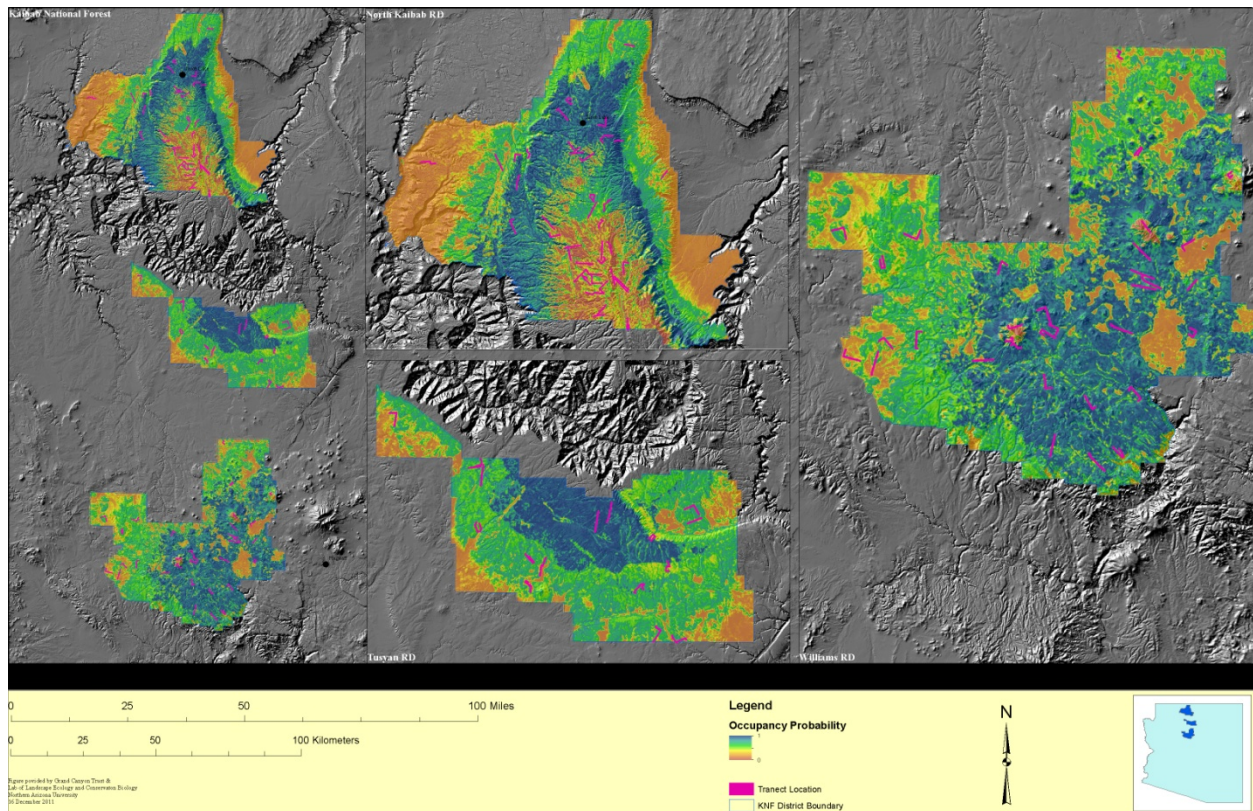 Kaibab National Forest
North Kaibab RD
Tusyan RD
Williams RD
0 25 50 100 Miles
0 25 50 100 Kilometers
Figure provided by Grand Canyon Trust &
Lab of Landscape Ecology and Conservation Biology
Northern Arizona University
16 December 2011
Legend
Occupancy Probability
1
0
Tranect Location
KNF District Boundary
N